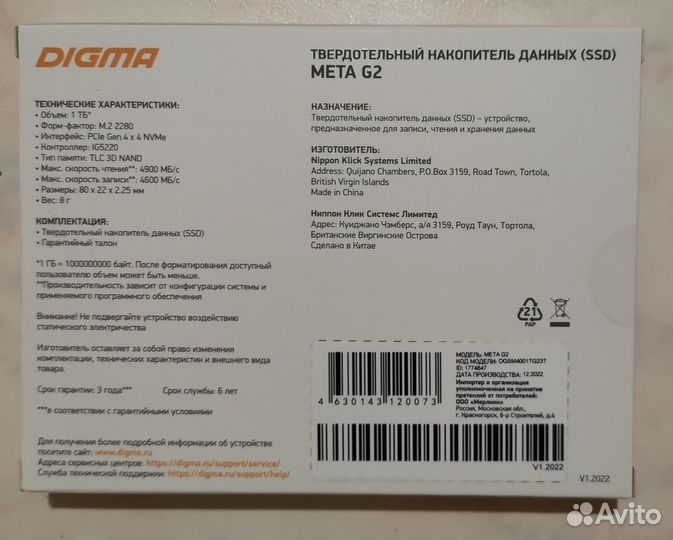 DIGMA
ТЕХНИЧЕСКИЕ ХАРАКТЕРИСТИКИ:
• Объем: 1 ТБ*
• Форм-фактор: M.2 2280
• Интерфейс: PCIe Gen.4 x 4 NVMe
• Контроллер: IG5220
• Тип памяти: TLC 3D NAND
• Макс. скорость чтения**: 4900 МБ/с
• Макс. скорость записи**: 4600 МБ/с
• Размеры: 80 x 22 x 2.25 мм
• Вес: 8 г
КОМПЛЕКТАЦИЯ:
• Твердотельный накопитель данных (SSD)
• Гарантийный талон
*1 ГБ = 1000000000 байт. После форматирования доступный
пользователю объем может быть меньше.
**Производительность зависит от конфигурации системы и
применяемого программного обеспечения
Внимание! Не подвергайте устройство воздействию
статического электричества
Изготовитель оставляет за собой право изменения
комплектации, технических характеристик и внешнего вида
товара.
Срок гарантии: 3 года*** Срок службы: 6 лет
***в соответствии с гарантийными условиями
Для получения более подробной информации об устройстве
посетите сайт: www.digma.ru
Адреса сервисных центров: https://digma.ru/support/service/
Служба технической поддержки: https://digma.ru/support/help/
ТВЕРДОТЕЛЬНЫЙ НАКОПИТЕЛЬ ДАННЫХ (SSD)
META G2
НАЗНАЧЕНИЕ:
Твердотельный накопитель данных (SSD) – устройство,
предназначенное для записи, чтения и хранения данных
ИЗГОТОВИТЕЛЬ:
Nippon Klick Systems Limited
Address: Quijano Chambers, P.O.Box 3159, Road Town, Tortola,
British Virgin Islands
Made in China
Ниппон Клик Системс Лимитед
Адрес: Куиджано Чэмберс, а/я 3159, Роуд Таун, Тортола,
Британские Виргинские Острова
Сделано в Китае
21
PAP
4 630143 120073
МОДЕЛЬ: META G2
КОД МОДЕЛИ: DGSM4001TG23T
ID: 1774847
ДАТА ПРОИЗВОДСТВА: 12.2022
Импортер и организация
уполномоченная на принятие
претензий от потребителей:
ООО «Мерлион»
Россия, Московская обл.,
г. Красногорск, б-р Строителей, д.4
V1.2022
V1.2022
Avito